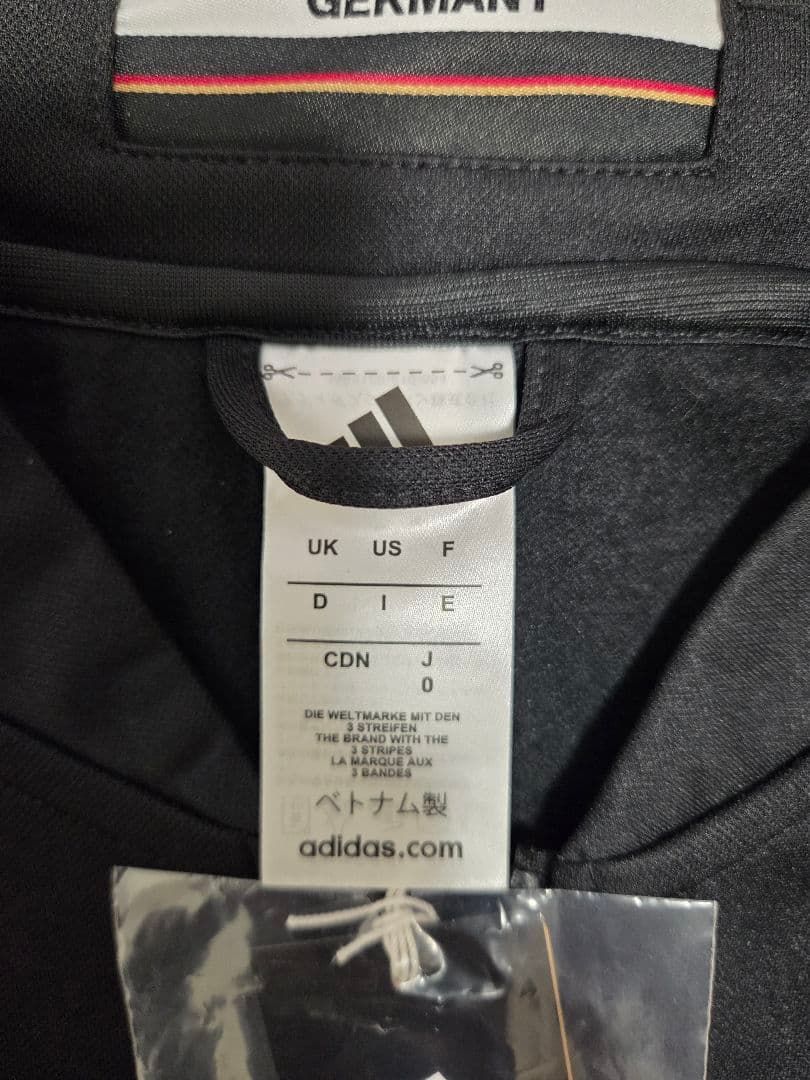 GERMANY
UK US F
D I E
CDN J
0
DIE WELTMARKE MIT DEN
3 STREIFEN
THE BRAND WITH THE
3 STRIPES
LA MARQUE AUX
3 BANDES
ベトナム製
adidas.com